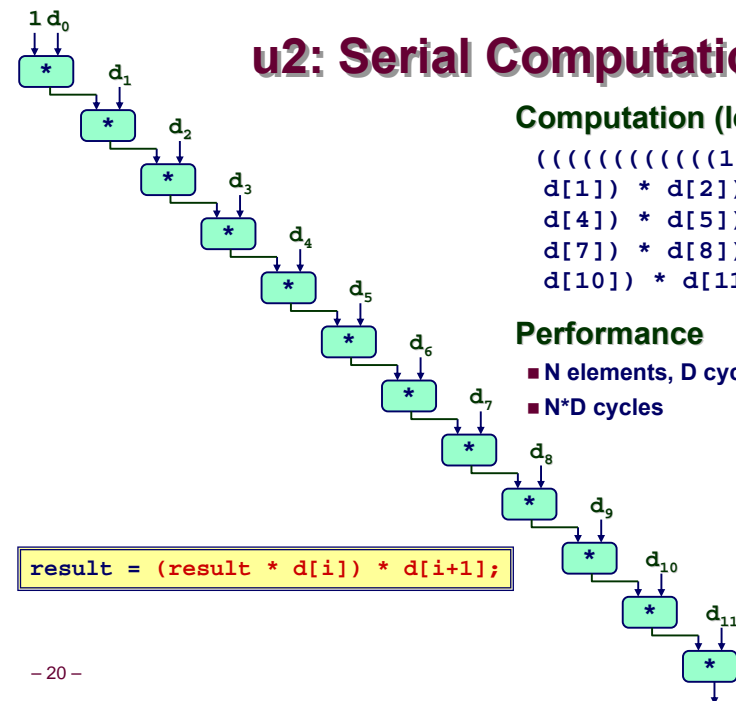 u2: Serial Computatio
1 d0
*
d1
*
d2
*
d3
*
d4
*
d5
*
d6
*
d7
*
d8
*
d9
*
d10
*
d11
*
Computation (l
((((((((((((1
d[1]) * d[2])
d[4]) * d[5])
d[7]) * d[8])
d[10]) * d[11
Performance
■ N elements, D cyc
■ N*D cycles
result = (result * d[i]) * d[i+1];
– 20 –